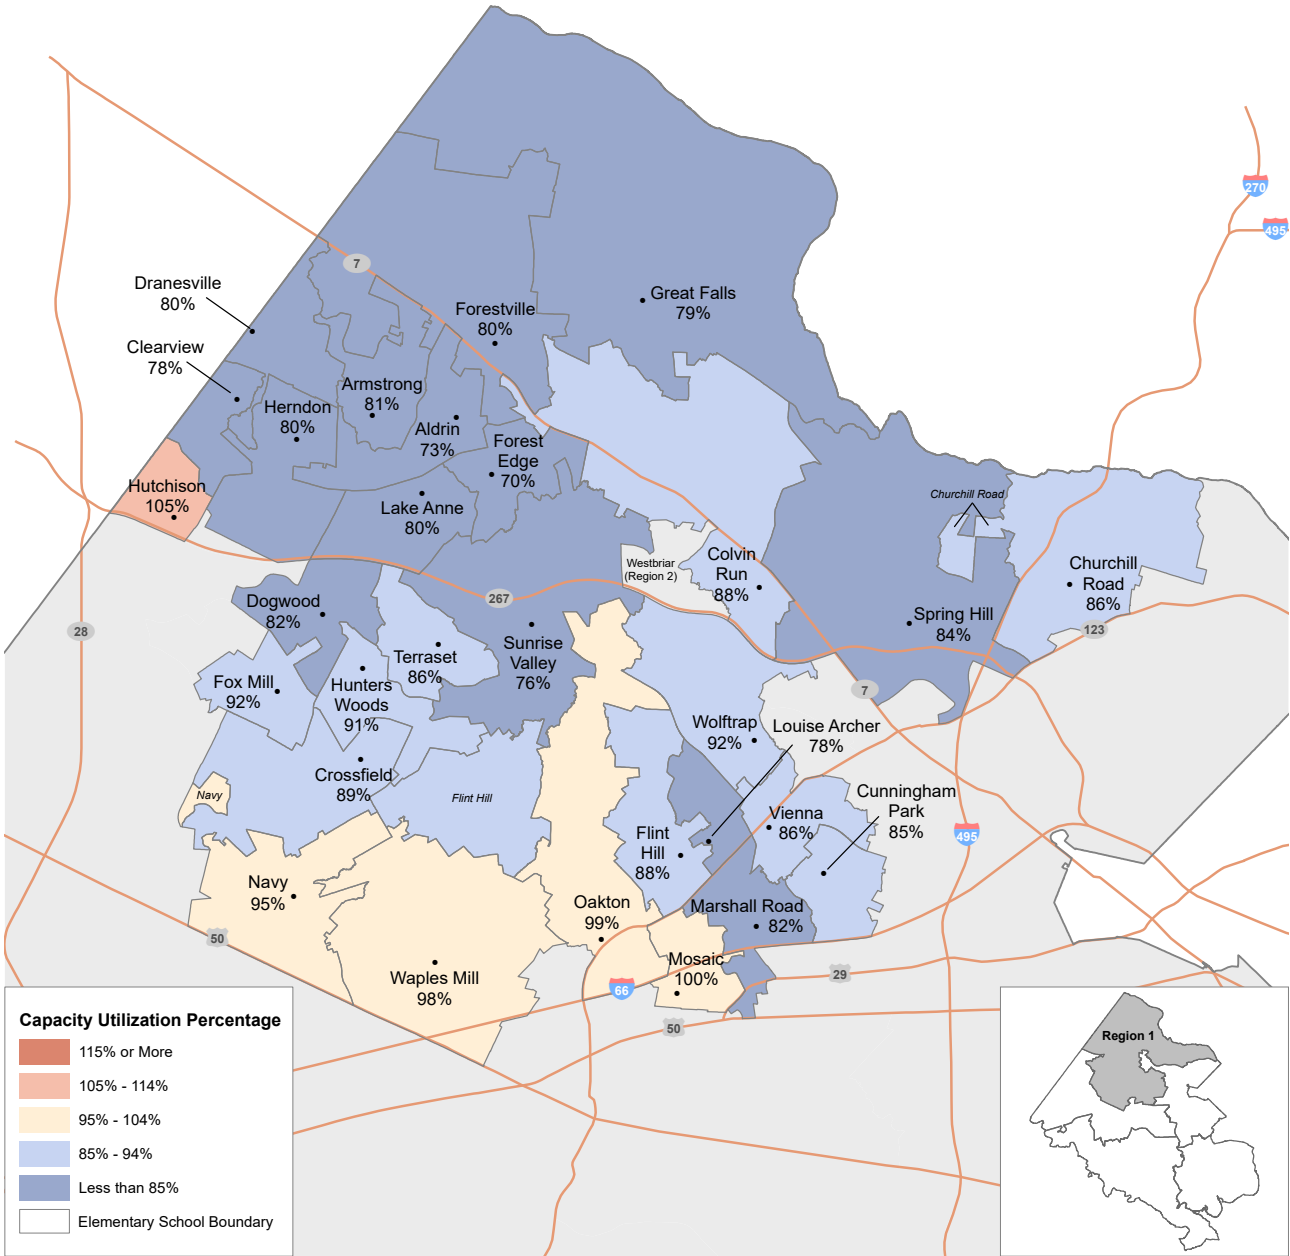 270
495
7
Dranesville
80%
Great Falls
79%
Forestville
80%
Clearview
78%
Armstrong
81%
Herndon
80%
Aldrin
73%
Forest
Edge
70%
Hutchison
105%
Lake Anne
80%
Churchill Road
Westbriar
(Region 2)
Colvin
Run
88%
Churchill
Road
86%
267
Dogwood
82%
Spring Hill
84%
123
28
Sunrise
Valley
76%
Terraset
86%
Fox Mill
92%
Hunters
Woods
91%
7
Wolftrap
92%
Louise Archer
78%
Crossfield
89%
Navy
Flint Hill
Cunningham
Park
85%
Vienna
86%
Flint
Hill
88%
495
Navy
95%
Oakton
99%
Marshall Road
82%
50
Mosaic
100%
Waples Mill
98%
29
66
50
Capacity Utilization Percentage
115% or More
105% - 114%
95% - 104%
85% - 94%
Less than 85%
Elementary School Boundary
Region 1